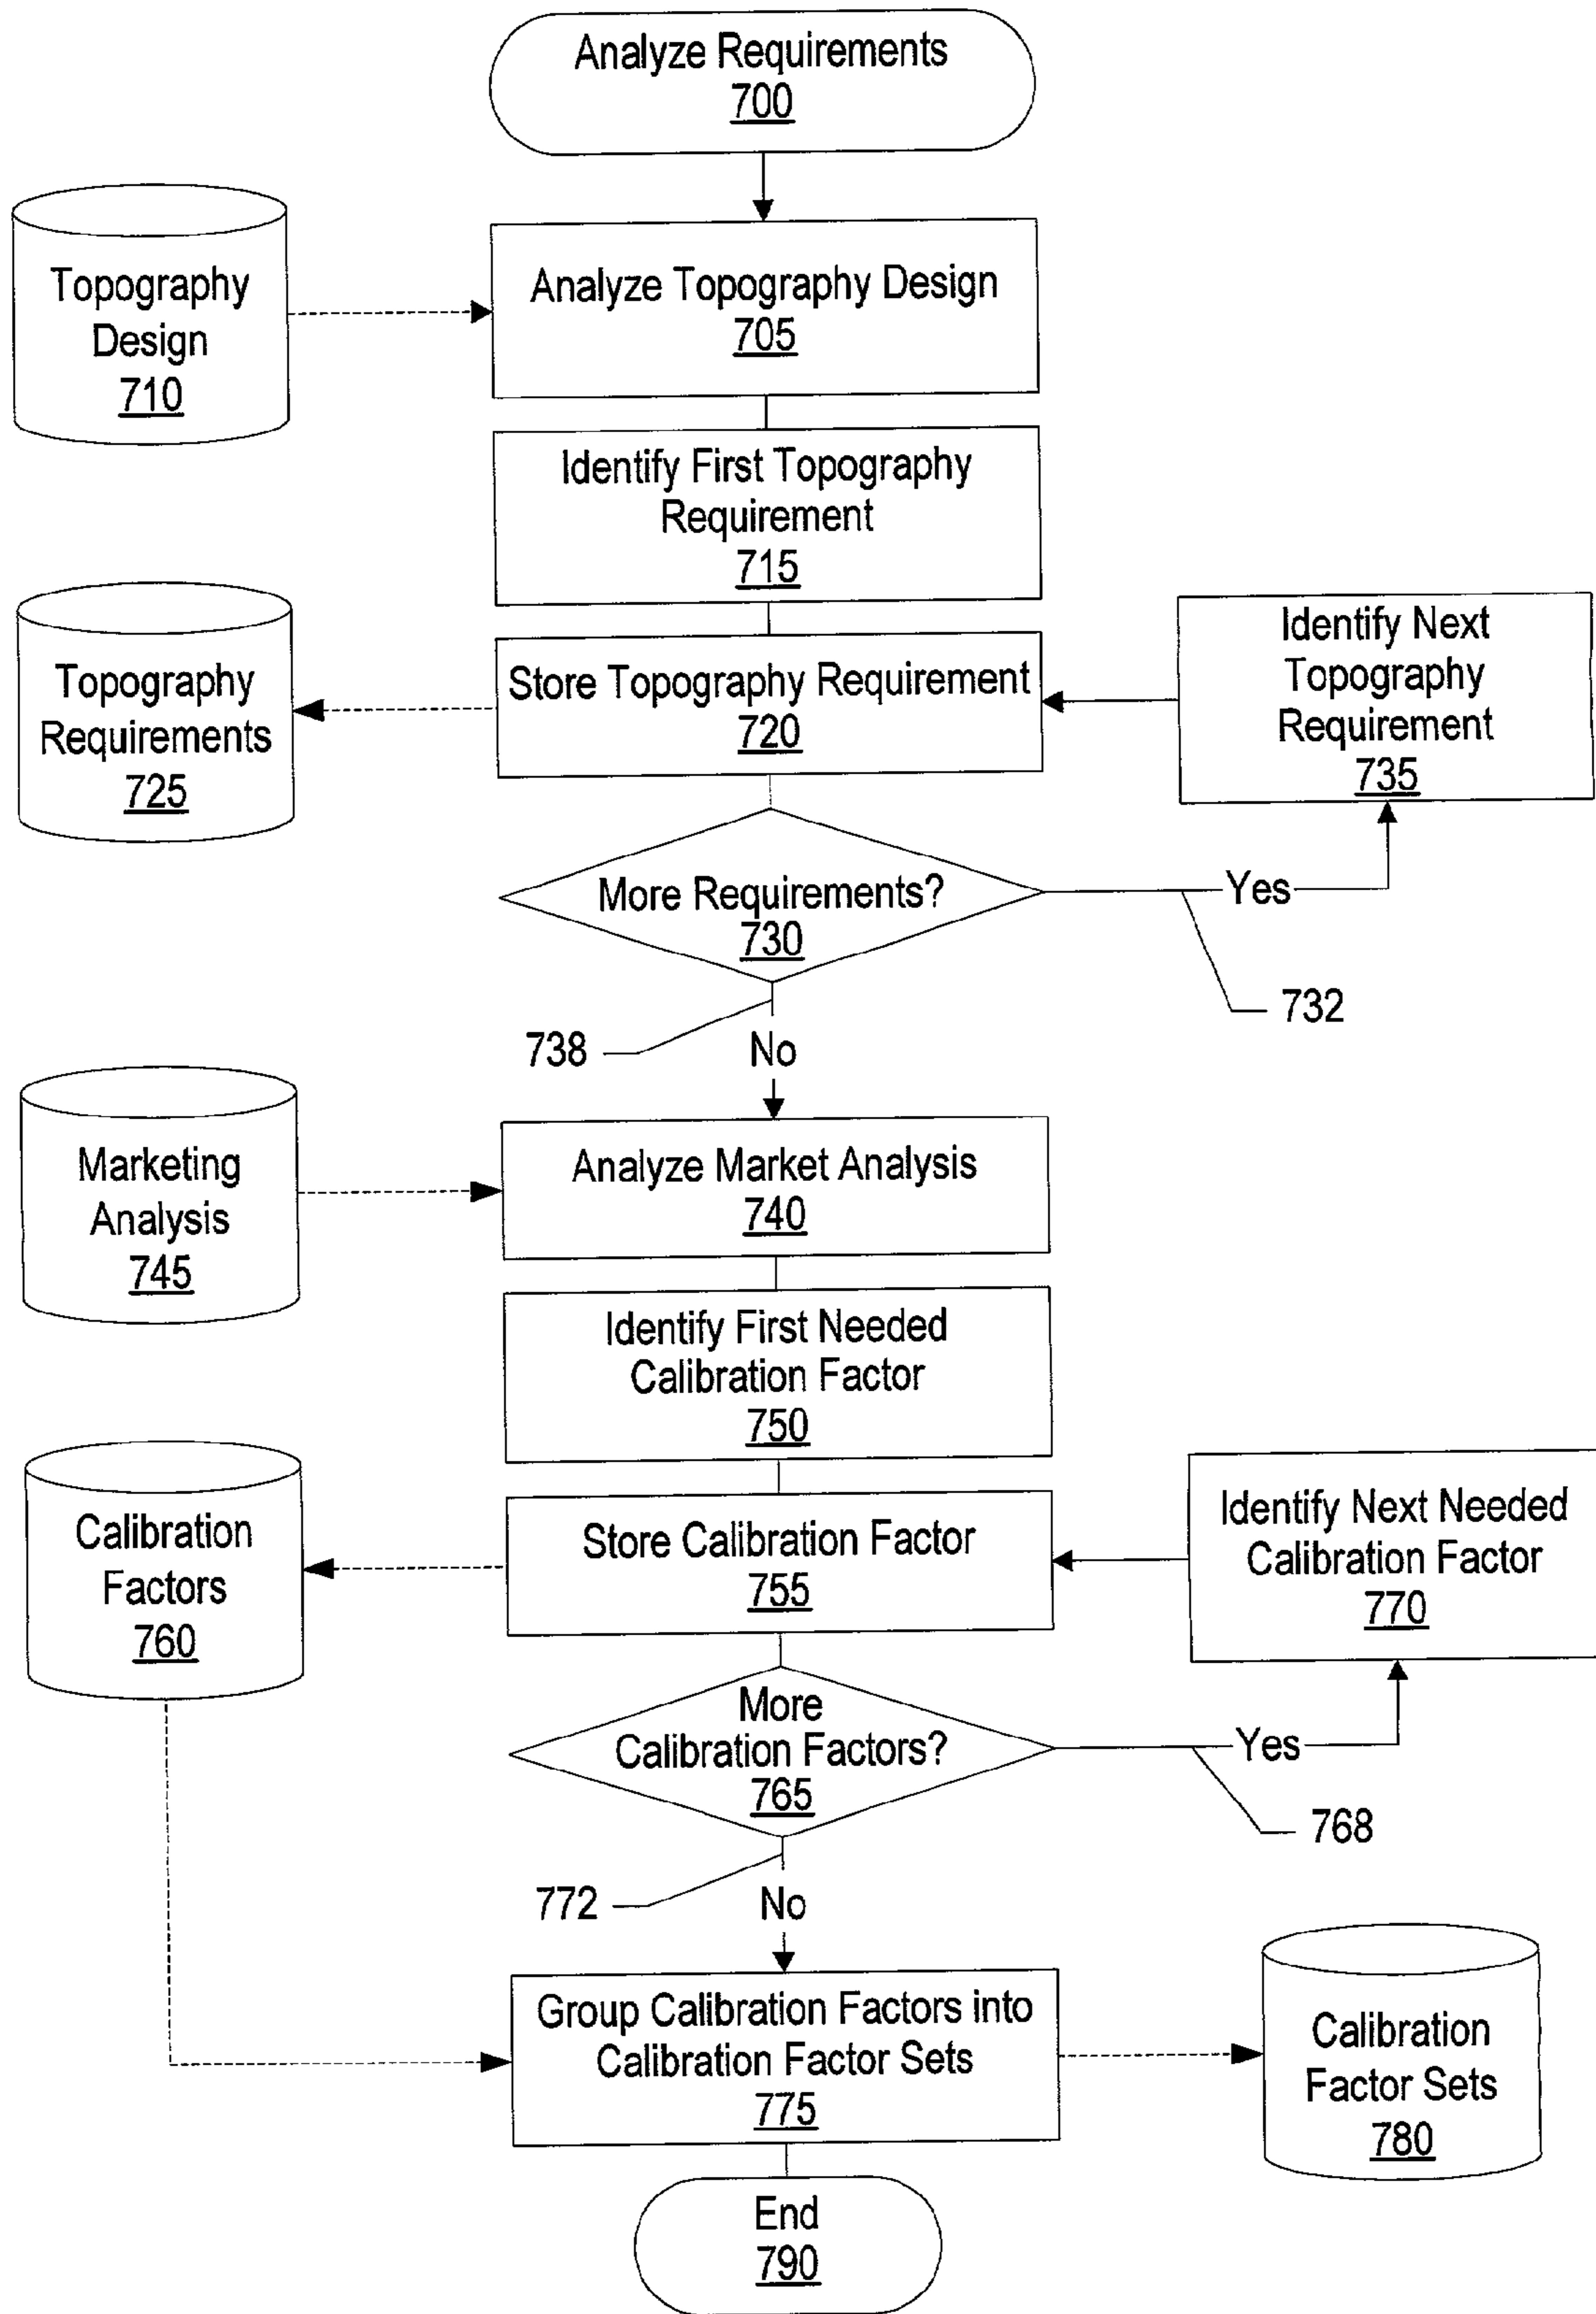 Analyze Requirements
700
Topography
Design
710
Analyze Topography Design
705
Identify First Topography
Requirement
715
Topography
Requirements
725
Store Topography Requirement
720
Identify Next
Topography
Requirement
735
More Requirements?
730
Yes
732
738
No
Marketing
Analysis
745
Analyze Market Analysis
740
Identify First Needed
Calibration Factor
750
Calibration
Factors
760
Store Calibration Factor
755
Identify Next Needed
Calibration Factor
770
More
Calibration Factors?
765
Yes
768
772
No
Group Calibration Factors into
Calibration Factor Sets
775
Calibration
Factor Sets
780
End
790